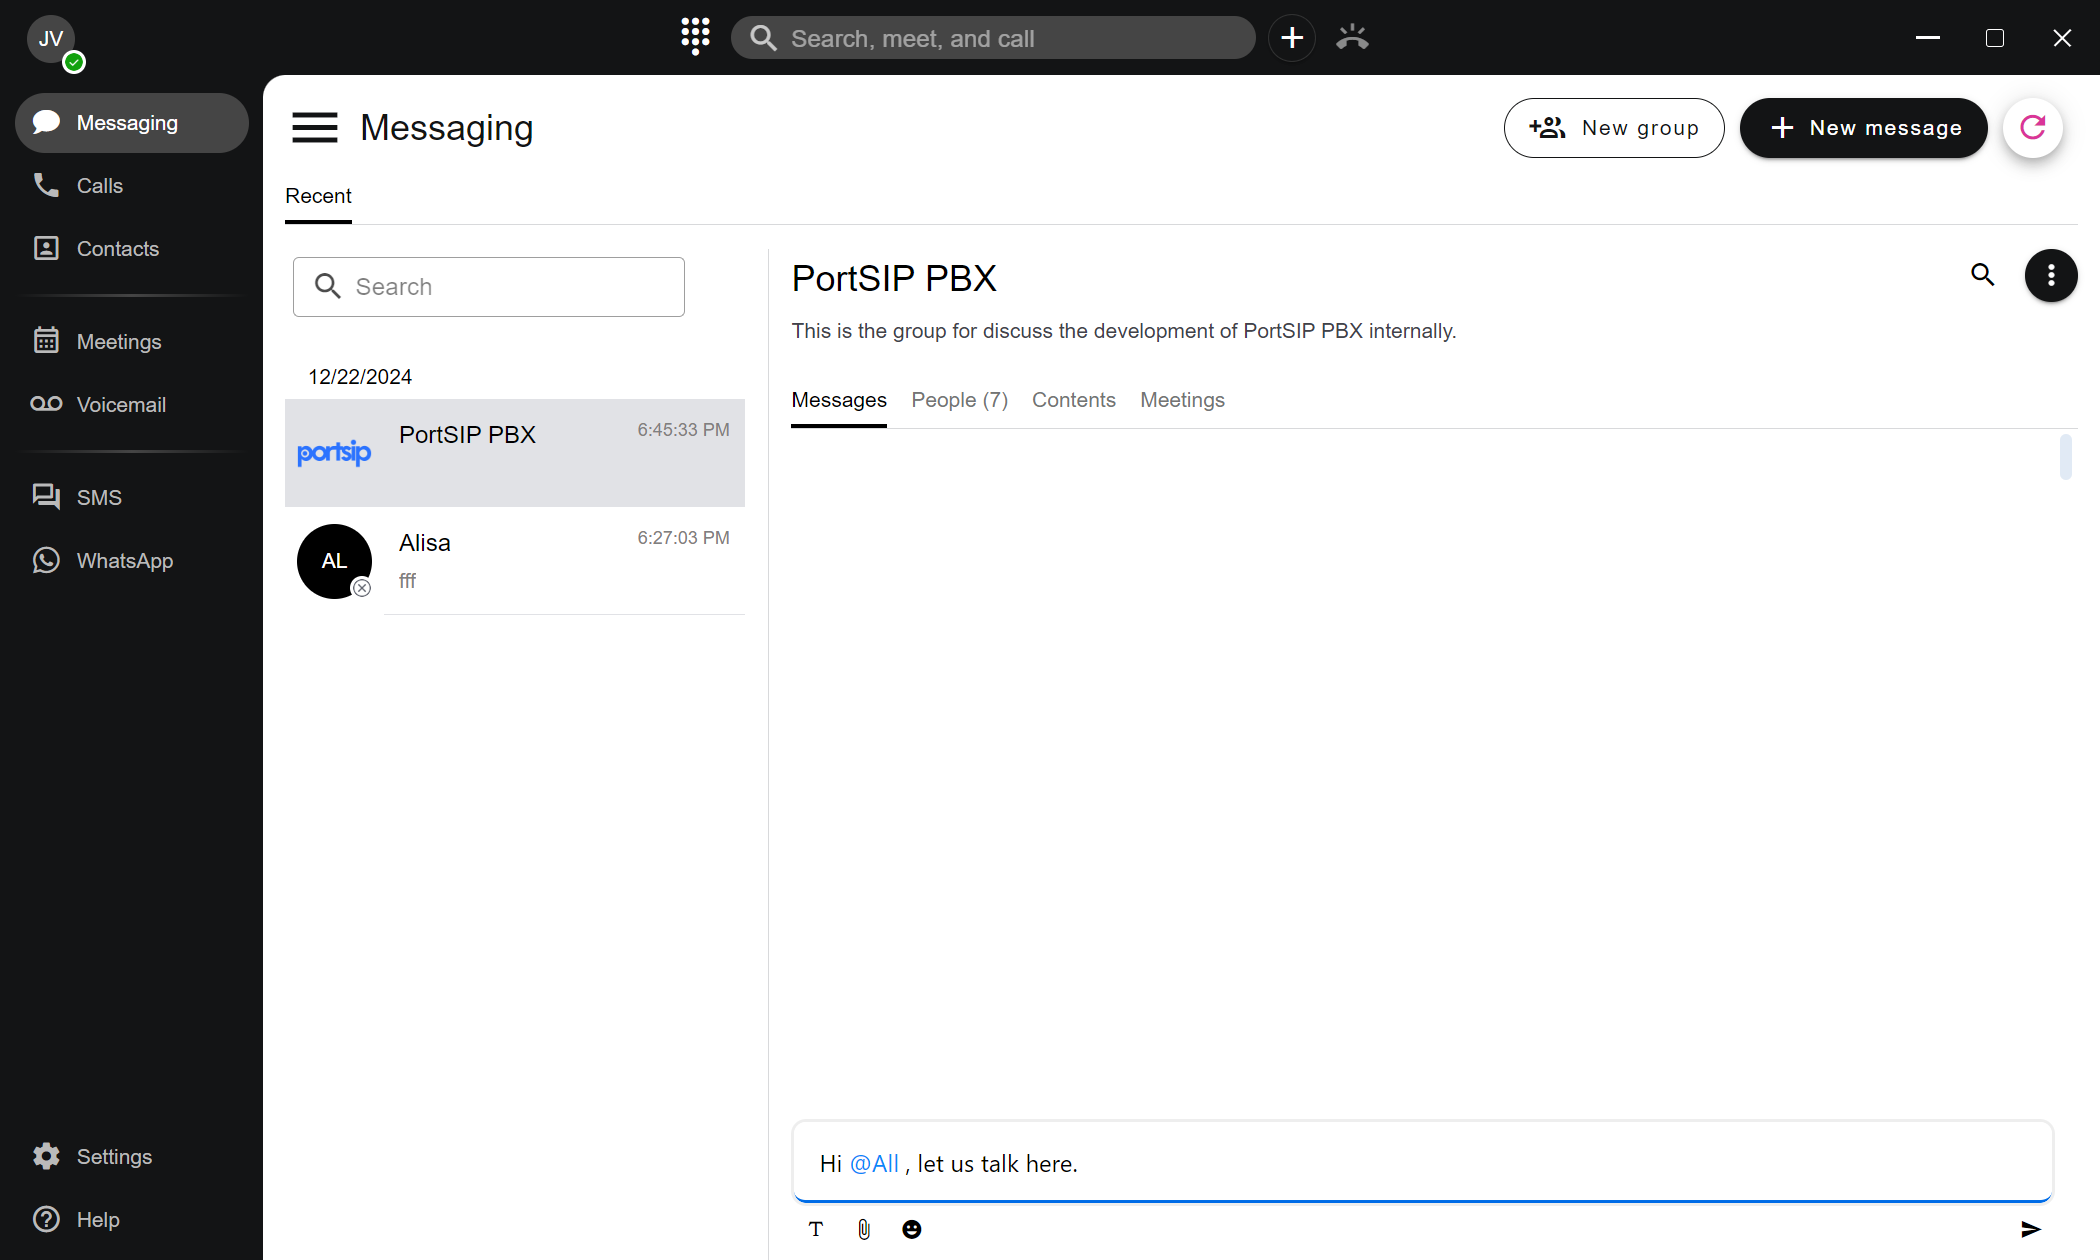 JV
Search, meet, and call
Messaging
Calls
Contacts
Meetings
Voicemail
SMS
WhatsApp
Settings
Help
Messaging
New group
New message
Recent
Search
12/22/2024
portsip
PortSIP PBX
6:45:33 PM
AL
Alisa
6:27:03 PM
fff
PortSIP PBX
This is the group for discuss the development of PortSIP PBX internally.
Messages
People (7)
Contents
Meetings
Hi @All , let us talk here.